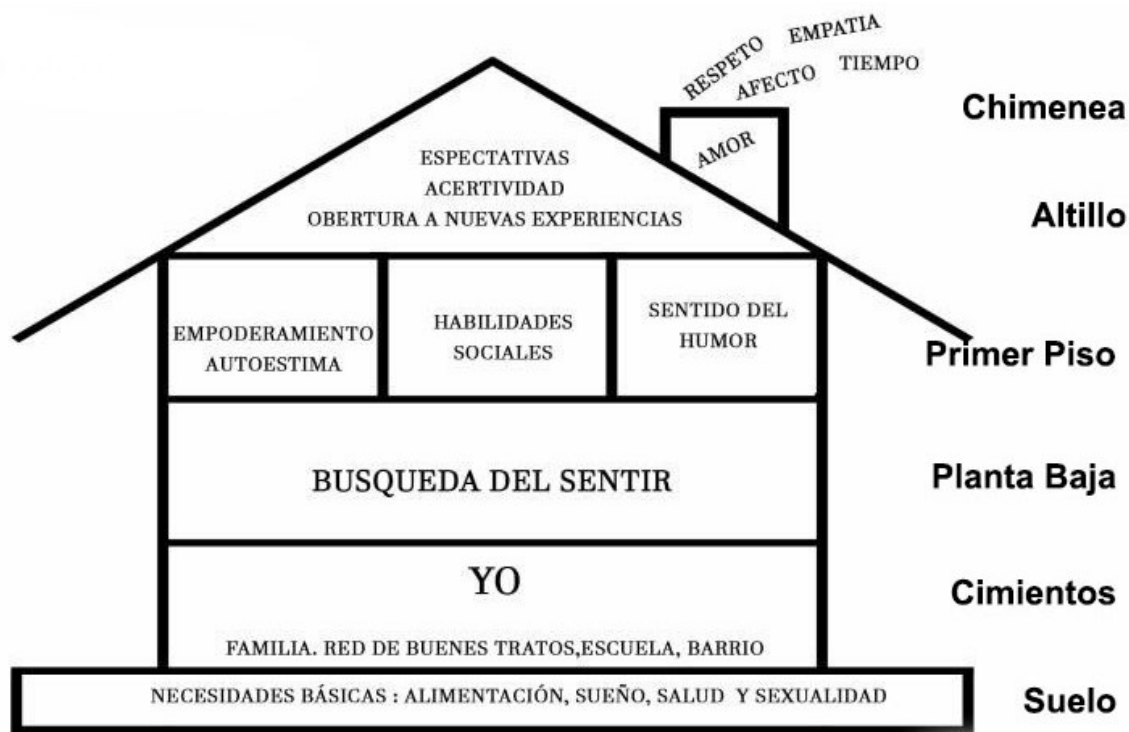 RESPETO EMPATIA
AFECTO TIEMPO
Chimenea
AMOR
ESPECTATIVAS
ACERTIVIDAD
OBERTURA A NUEVAS EXPERIENCIAS
Altillo
EMPODERAMIENTO
AUTOESTIMA
HABILIDADES
SOCIALES
SENTIDO DEL
HUMOR
Primer Piso
BUSQUEDA DEL SENTIR
Planta Baja
YO
Cimientos
FAMILIA. RED DE BUENES TRATOS,ESCUELA, BARRIO
NECESIDADES BÁSICAS : ALIMENTACIÓN, SUEÑO, SALUD Y SEXUALIDAD
Suelo